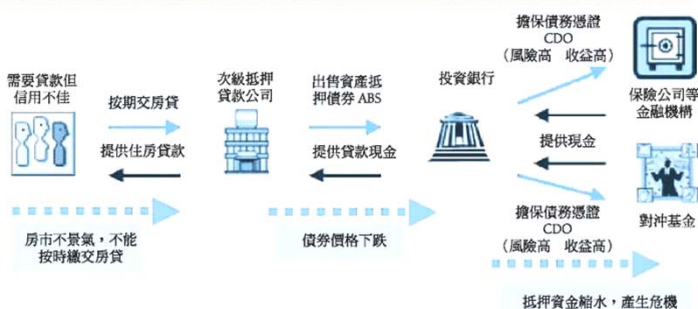 需要貸款但
信用不佳
按期交房貸
提供住房貸款
次級抵押
貸款公司
出售資產抵
押債券 ABS
提供貸款現金
投資銀行
擔保債務憑證
CDO
（風險高 收益高）
保險公司等
金融機構
提供現金
對沖基金
擔保債務憑證
CDO
（風險高 收益高）
房市不景氣，不能
按時繳交房貸
債券價格下跌
抵押資金縮水，產生危機